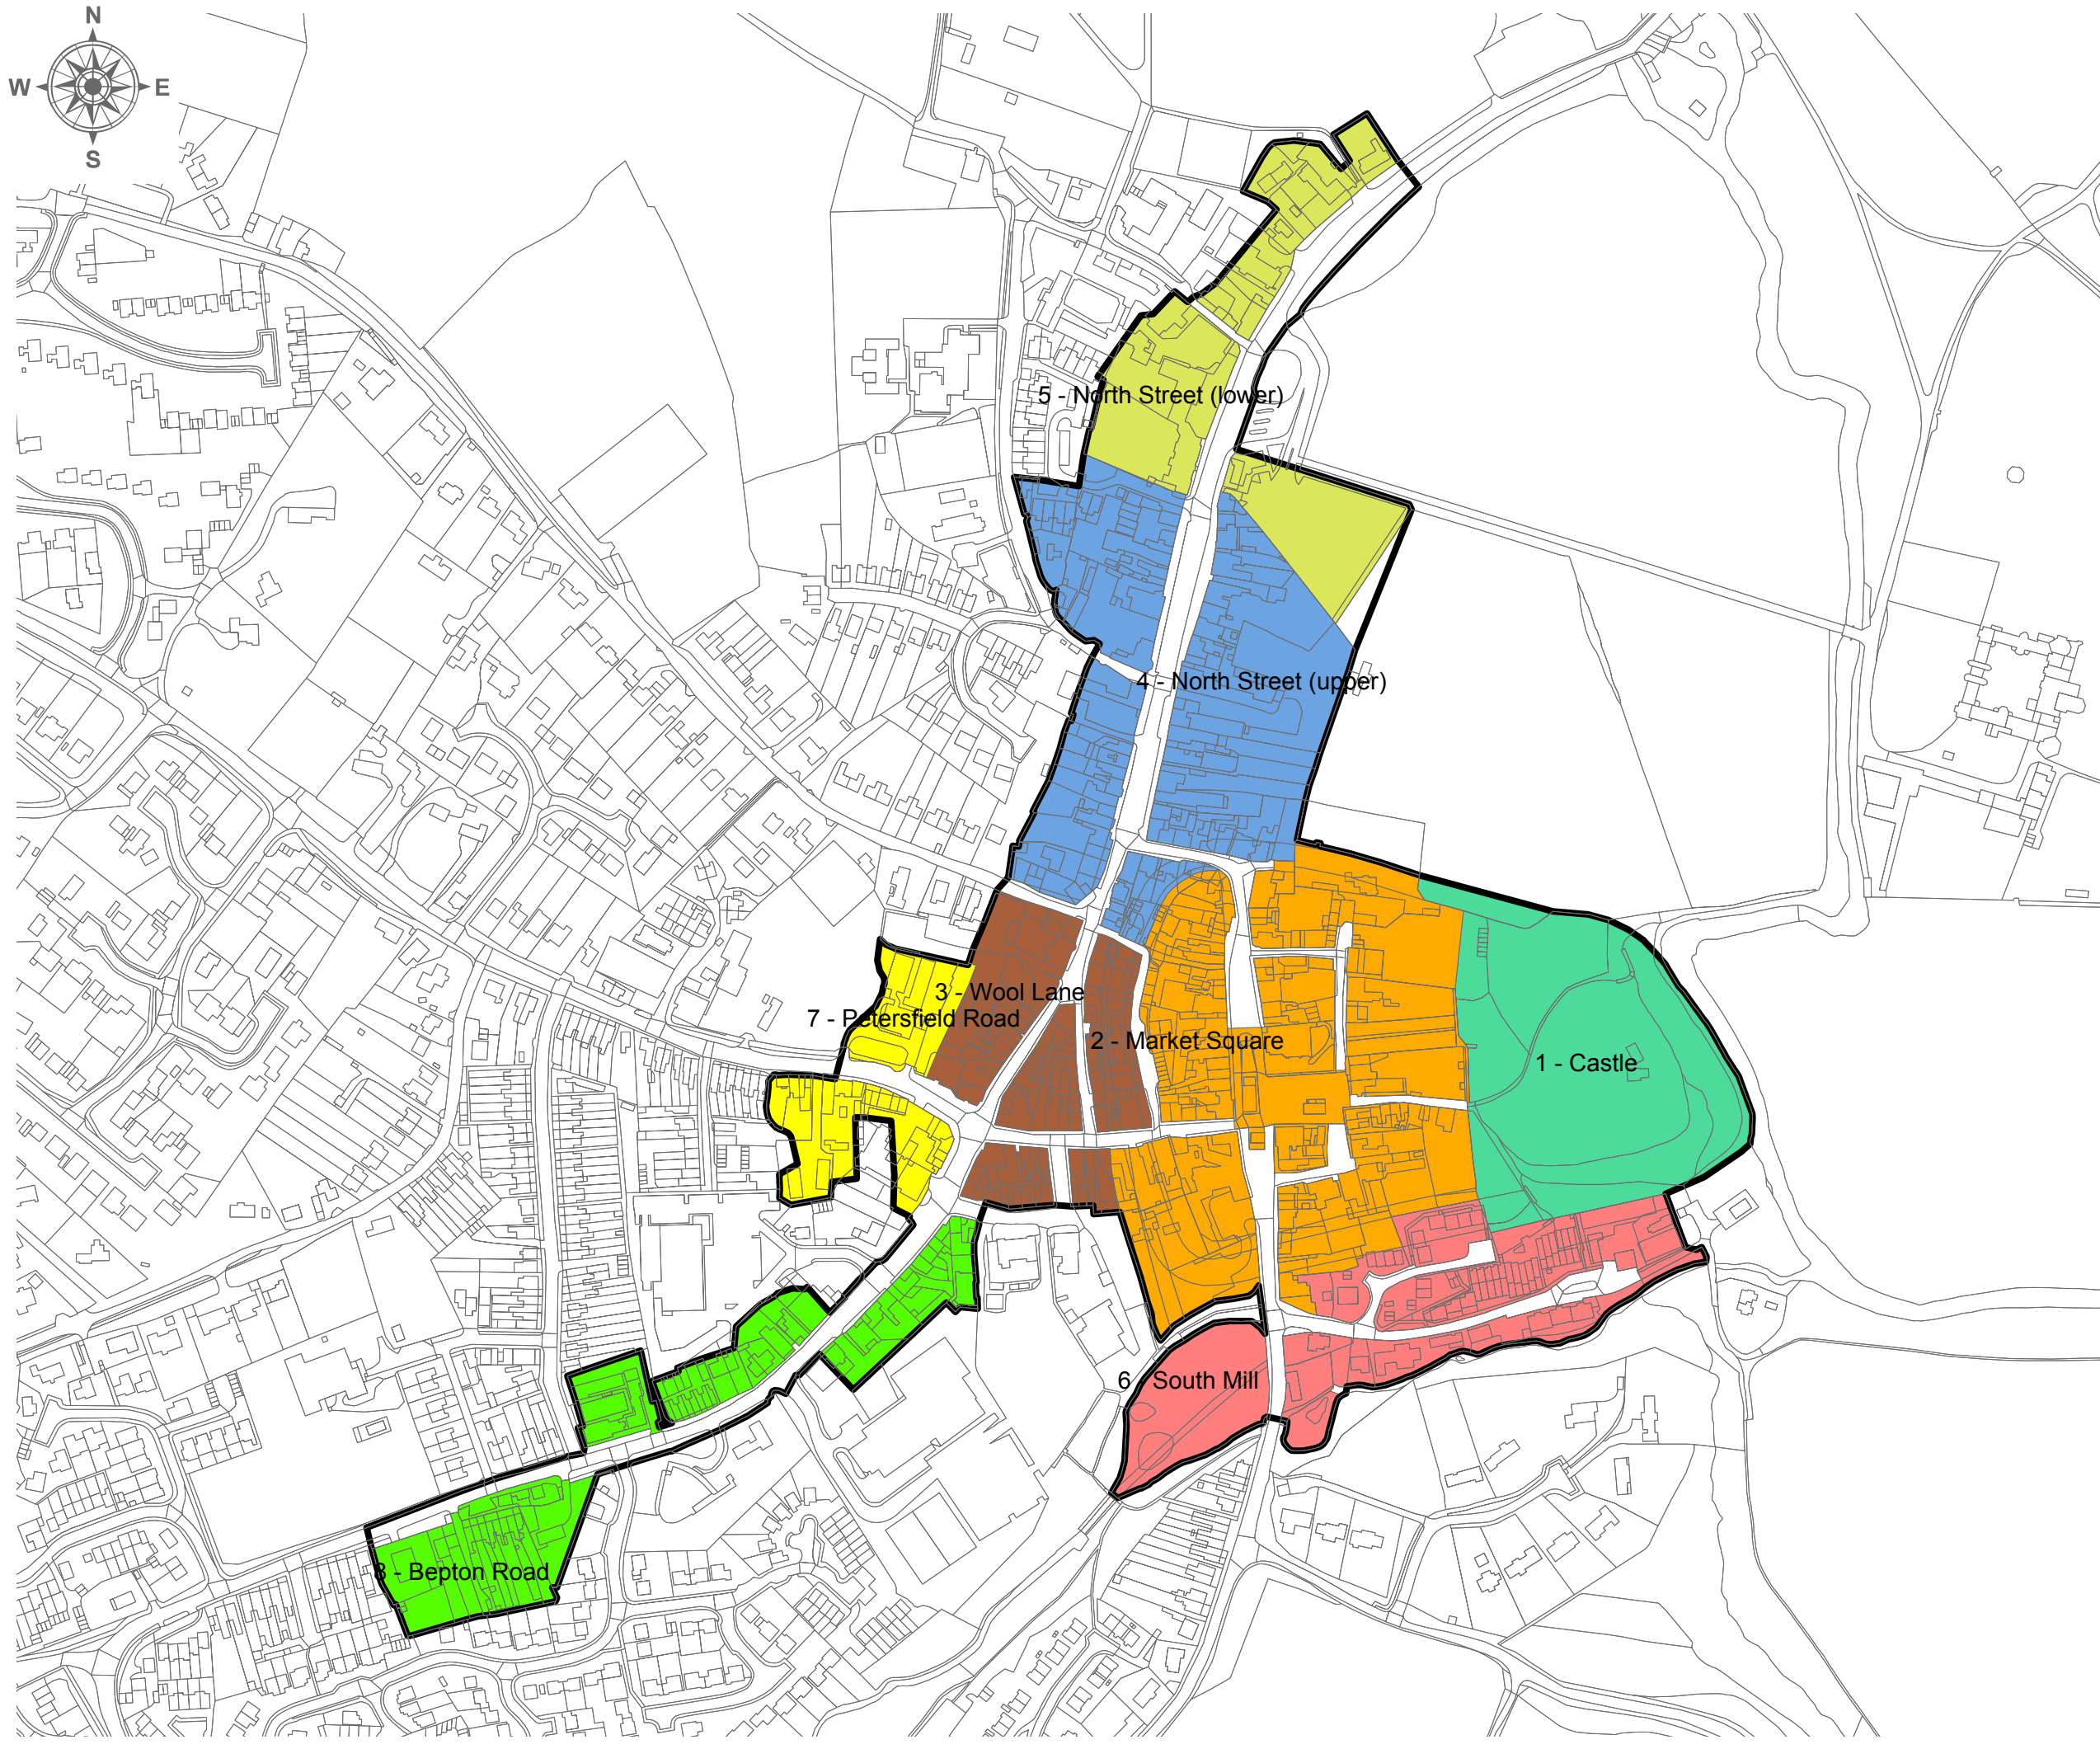 N
W E
S
5 - North Street (lower)
4 - North Street (upper)
3 - Wool Lane
7 - Petersfield Road
2 - Market Square
1 - Castle
6 - South Mill
8 - Bepton Road